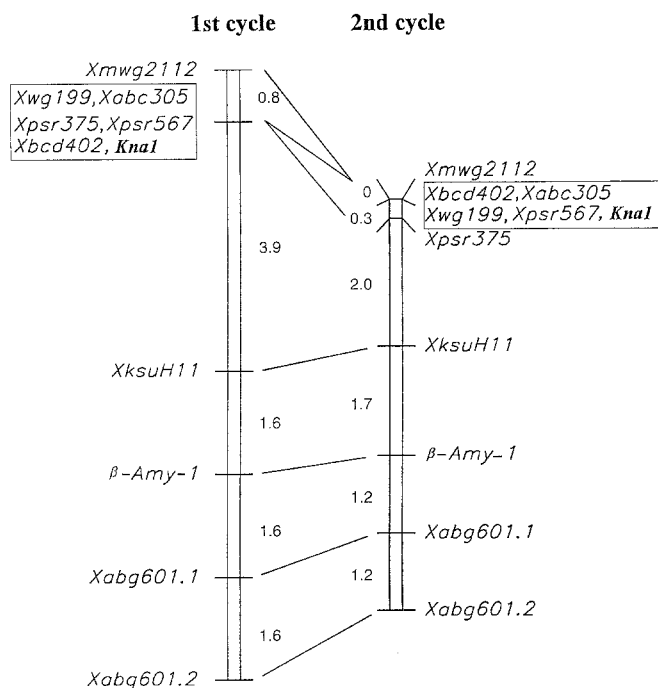 1st cycle
2nd cycle
Xmwg2112
Xwg199,Xabc305
Xpsr375,Xpsr567
Xbcd402, Kna1
XksuH11
β-Amy-1
Xabg601.1
Xabg601.2
0.8
3.9
1.6
1.6
1.6
0
0.3
2.0
1.7
1.2
1.2
Xmwg2112
Xbcd402,Xabc305
Xwg199,Xpsr567, Kna1
Xpsr375
XksuH11
β-Amy-1
Xabg601.1
Xabg601.2